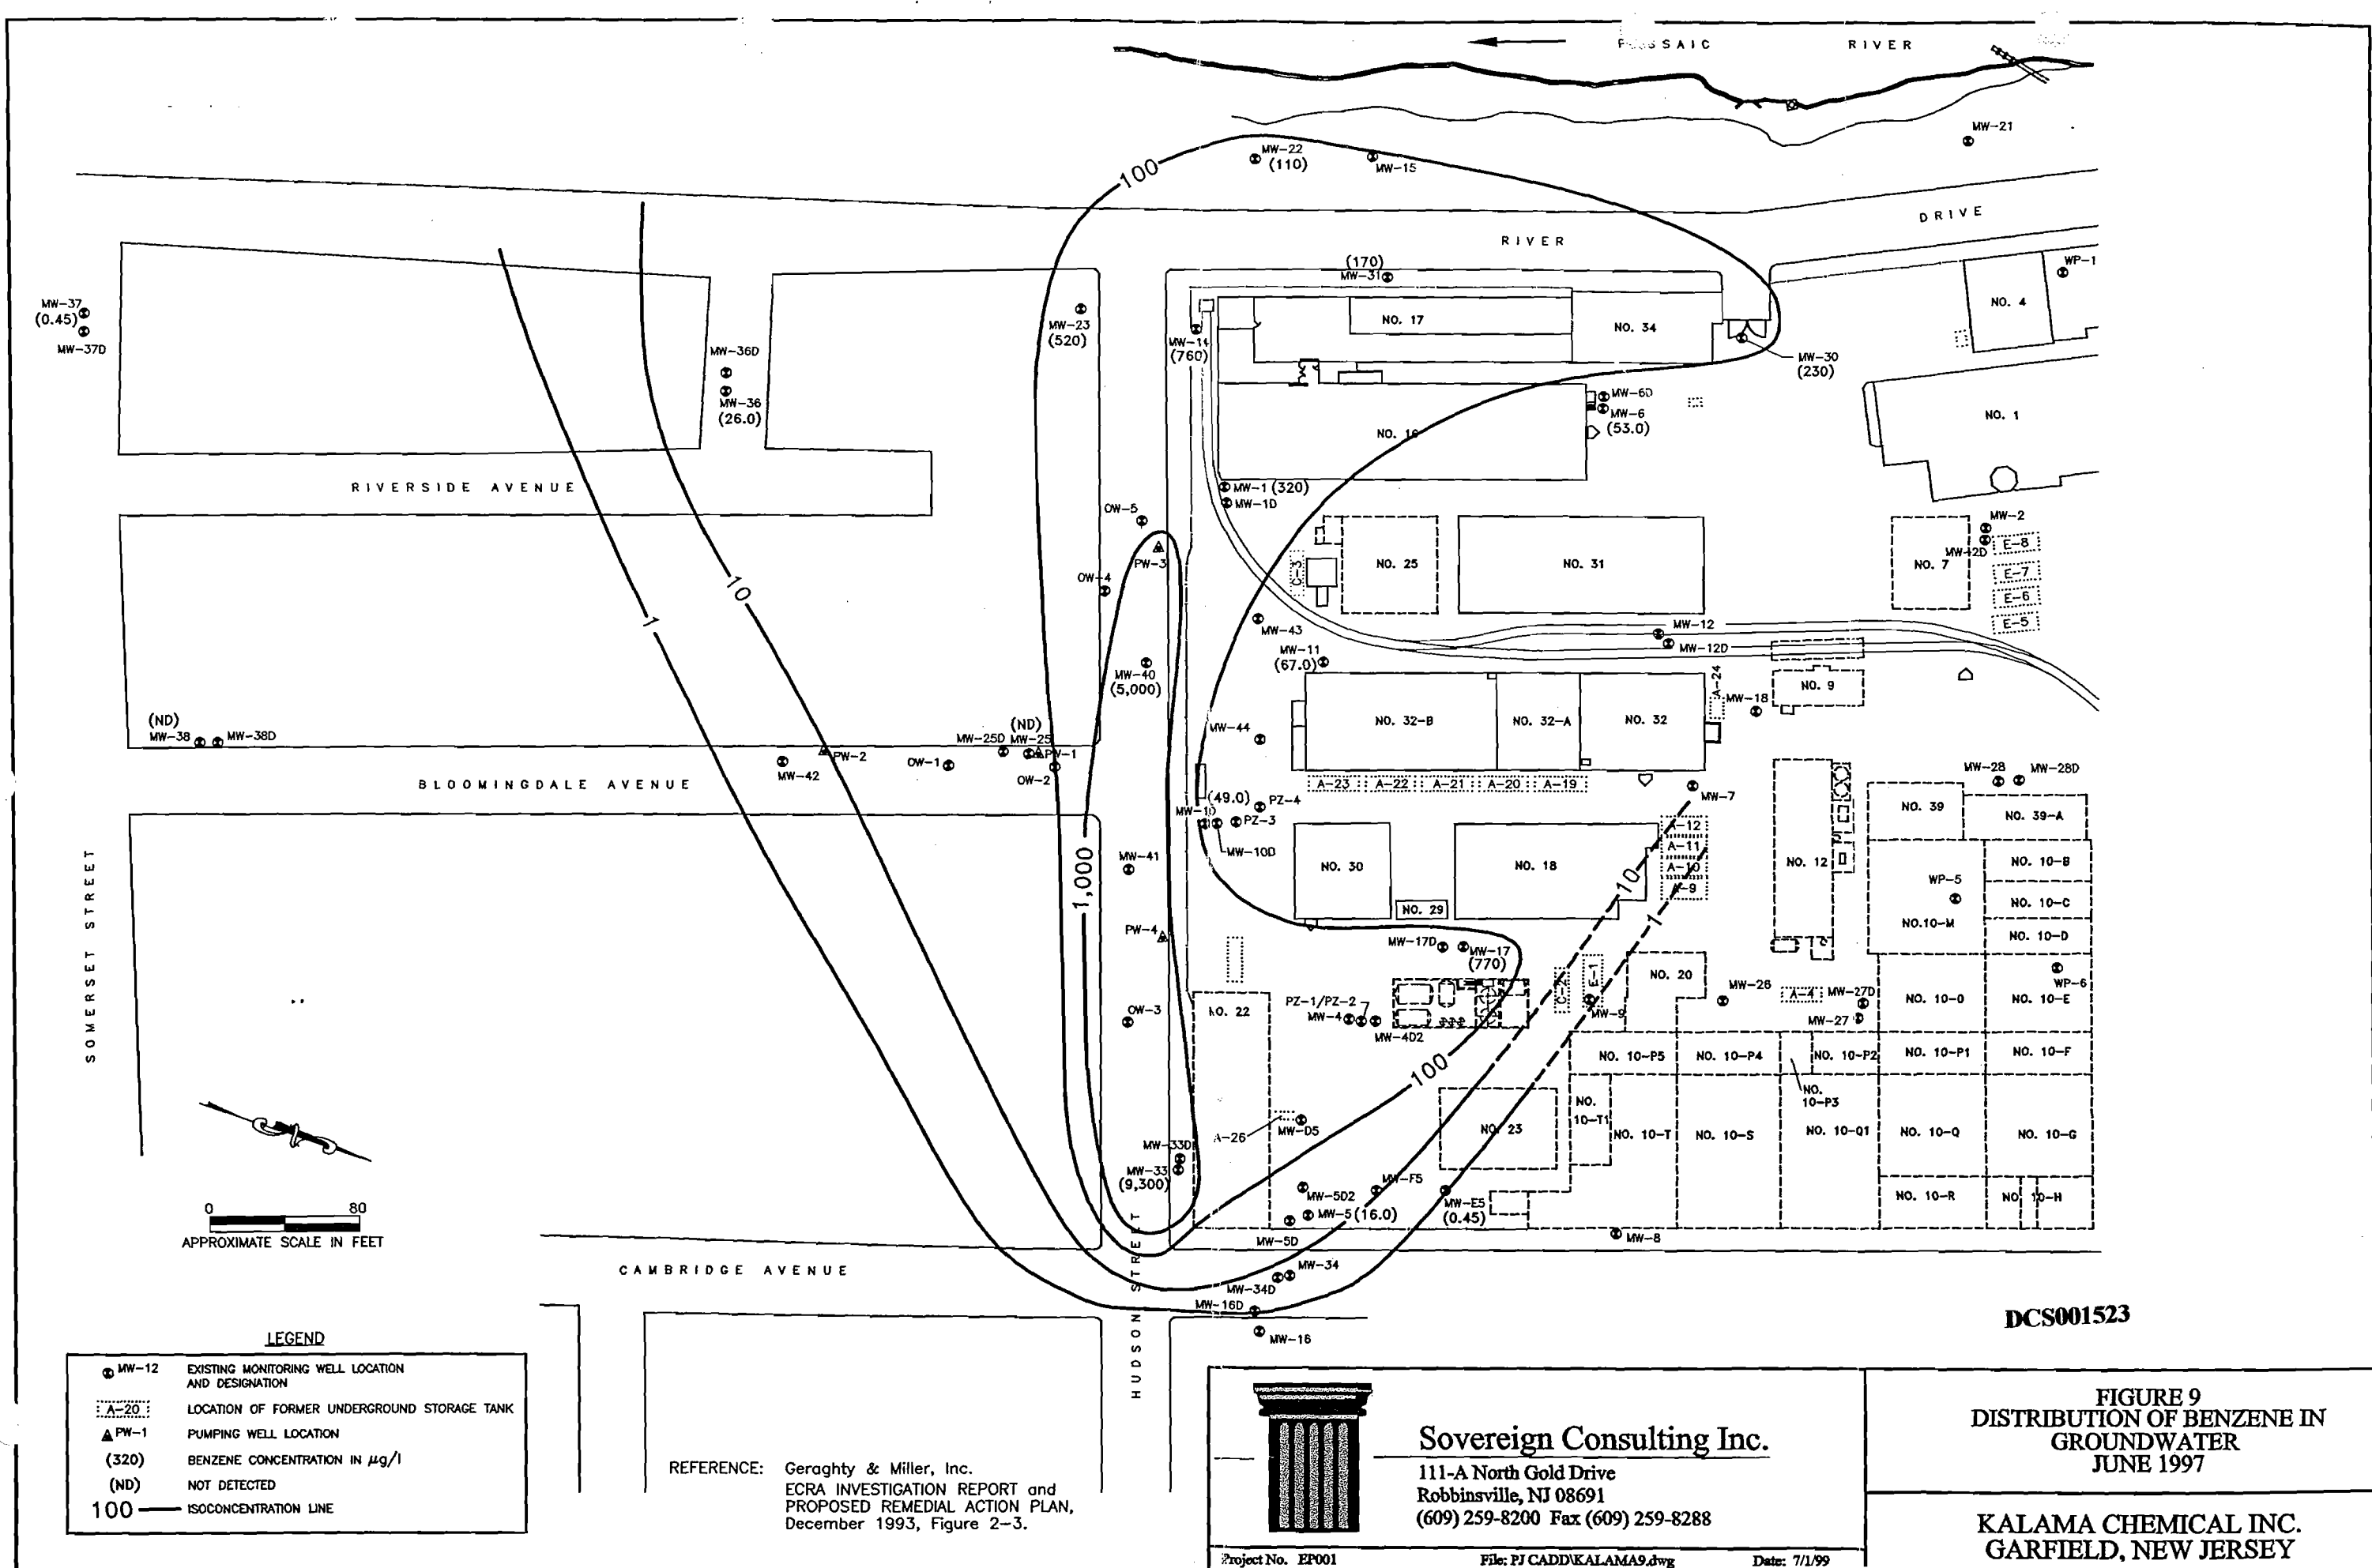 PASSAIC RIVER
MW-21
MW-22
(110)
MW-15
100
DRIVE
RIVER
WP-1
(170)
MW-31
NO. 4
MW-37
(0.45)
MW-37D
MW-23
(520)
NO. 17
NO. 34
MW-14
(760)
MW-36D
MW-36
(26.0)
MW-30
(230)
MW-6D
MW-6
(53.0)
NO. 1
NO. 16
RIVERSIDE AVENUE
MW-1 (320)
MW-1D
OW-5
MW-2
MW-12D
E-8
PW-3
C-3
NO. 25
NO. 31
NO. 7
E-7
OW-4
E-6
10
1
E-5
MW-43
MW-12
MW-12D
MW-11
(67.0)
MW-40
(5,000)
A-24
NO. 9
MW-18
(ND)
MW-38
MW-38D
MW-44
NO. 32-B
NO. 32-A
NO. 32
(ND)
MW-25D
MW-25
PW-1
PW-2
MW-42
OW-1
OW-2
BLOOMINGDALE AVENUE
A-23
A-22
A-21
A-20
A-19
MW-7
MW-28
MW-28D
(49.0)
PZ-4
MW-10
PZ-3
MW-10D
NO. 39
NO. 39-A
A-12
A-11
A-10
A-9
MW-41
1,000
NO. 30
NO. 18
NO. 12
NO. 10-B
10
WP-5
NO. 10-C
NO. 29
1
NO.10-M
NO. 10-D
PW-4
MW-17D
MW-17
(770)
SOMERSET STREET
NO. 20
WP-6
C-2
E-1
MW-26
A-4
MW-27D
NO. 10-O
NO. 10-E
OW-3
NO. 22
PZ-1/PZ-2
MW-4
MW-4D2
MW-9
MW-27
NO. 10-P5
NO. 10-P4
NO. 10-P2
NO. 10-P1
NO. 10-F
100
NO.
10-P3
NO.
10-T1
A-26
MW-D5
NO. 23
NO. 10-T
NO. 10-S
NO. 10-Q1
NO. 10-Q
NO. 10-G
MW-33D
MW-33
(9,300)
MW-5D2
MW-F5
MW-E5
(0.45)
MW-5 (16.0)
NO. 10-R
NO. 10-H
MW-5D
MW-8
0 80
APPROXIMATE SCALE IN FEET
CAMBRIDGE AVENUE
HUDSON STREET
MW-34
MW-34D
MW-16D
MW-16
DCS001523
LEGEND
MW-12 EXISTING MONITORING WELL LOCATION
AND DESIGNATION
A-20 LOCATION OF FORMER UNDERGROUND STORAGE TANK
PW-1 PUMPING WELL LOCATION
(320) BENZENE CONCENTRATION IN µg/l
(ND) NOT DETECTED
100 ISOCONCENTRATION LINE
REFERENCE: Geraghty & Miller, Inc.
ECRA INVESTIGATION REPORT and
PROPOSED REMEDIAL ACTION PLAN,
December 1993, Figure 2-3.
Sovereign Consulting Inc.
111-A North Gold Drive
Robbinsville, NJ 08691
(609) 259-8200 Fax (609) 259-8288
Project No. EP001 File: PJ CADD\KALAMA9.dwg Date: 7/1/99
FIGURE 9
DISTRIBUTION OF BENZENE IN
GROUNDWATER
JUNE 1997
KALAMA CHEMICAL INC.
GARFIELD, NEW JERSEY